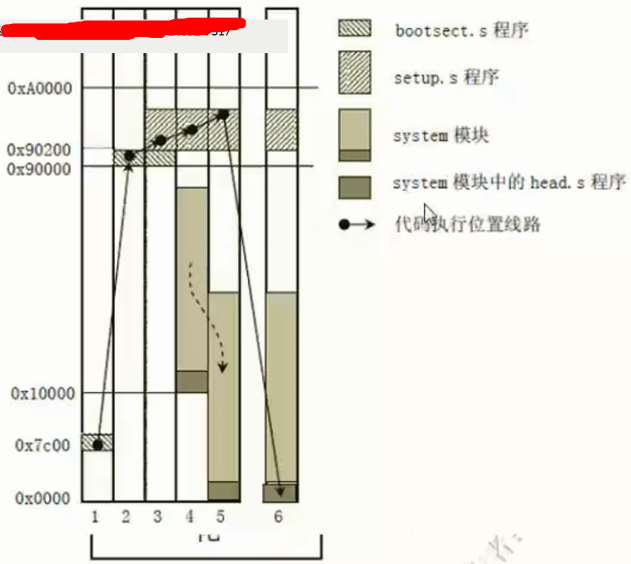 bootsect.s 程序
0xA0000
setup.s 程序
system 模块
0x90200
0x90000
system 模块中的 head.s 程序
代码执行位置线路
0x10000
0x7c00
0x0000
1 2 3 4 5 6